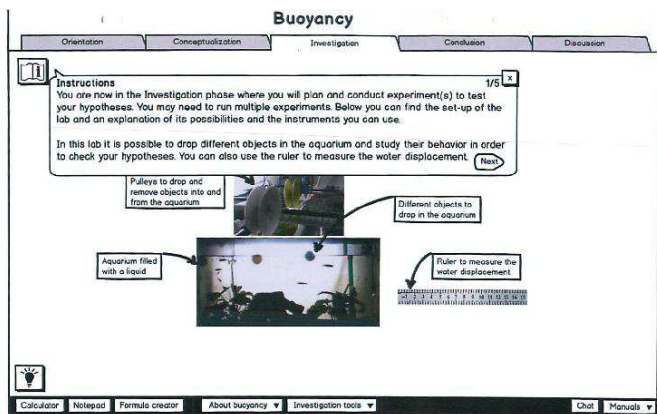 Buoyancy
Orientation
Conceptualization
Investigation
Conclusion
Discussion
Instructions
1/5
x
You are now in the Investigation phase where you will plan and conduct experiment(s) to test
your hypotheses. You may need to run multiple experiments. Below you can find the set-up of the
lab and an explanation of its possibilities and the instruments you can use.
In this lab it is possible to drop different objects in the aquarium and study their behavior in order
to check your hypotheses. You can also use the ruler to measure the water displacement.
Next
Pulleys to drop and
remove objects into and
from the aquarium
Different objects to
drop in the aquarium
Aquarium filled
with a liquid
Ruler to measure the
water displacement
Calculator
Notepad
Formula creator
About buoyancy
Investigation tools
Chat
Manuals